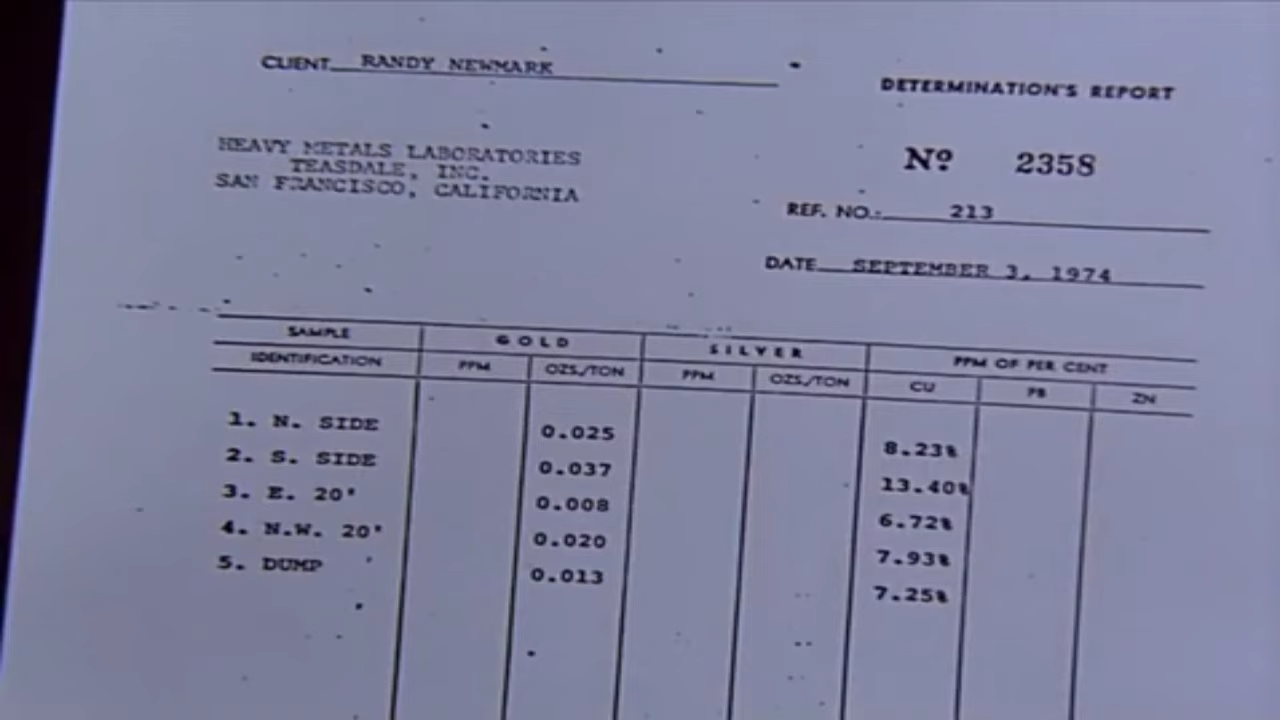 CLIENT RANDY NEWMARK
DETERMINATION'S REPORT
HEAVY METALS LABORATORIES
TEASDALE, INC.
SAN FRANCISCO, CALIFORNIA
Nº 2358
REF. NO.: 213
DATE SEPTEMBER 3, 1974
SAMPLE IDENTIFICATION GOLD SILVER PPM OF PER CENT
PPM OZS./TON PPM OZS./TON CU PB ZN
1. N. SIDE 0.025 8.23%
2. S. SIDE 0.037 13.40%
3. E. 20' 0.008 6.72%
4. N.W. 20' 0.020 7.93%
5. DUMP 0.013 7.25%